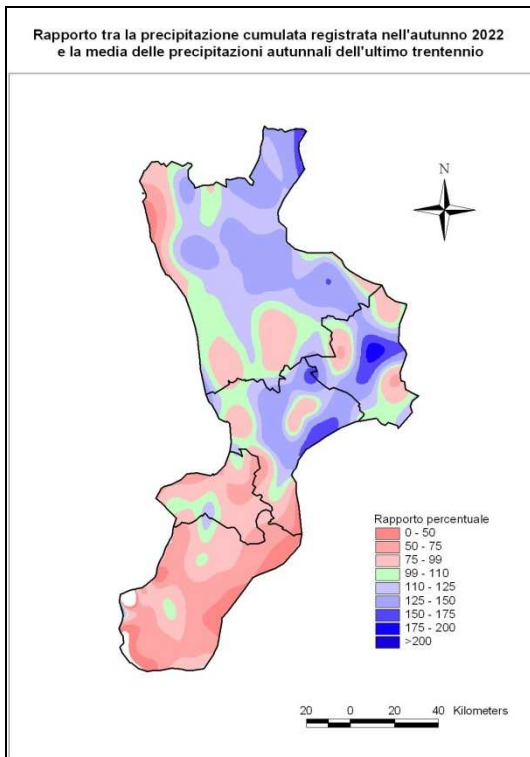 Rapporto tra la precipitazione cumulata registrata nell'autunno 2022
e la media delle precipitazioni autunnali dell'ultimo trentennio
N
Rapporto percentuale
0 - 50
50 - 75
75 - 99
99 - 110
110 - 125
125 - 150
150 - 175
175 - 200
>200
20 0 20 40 Kilometers